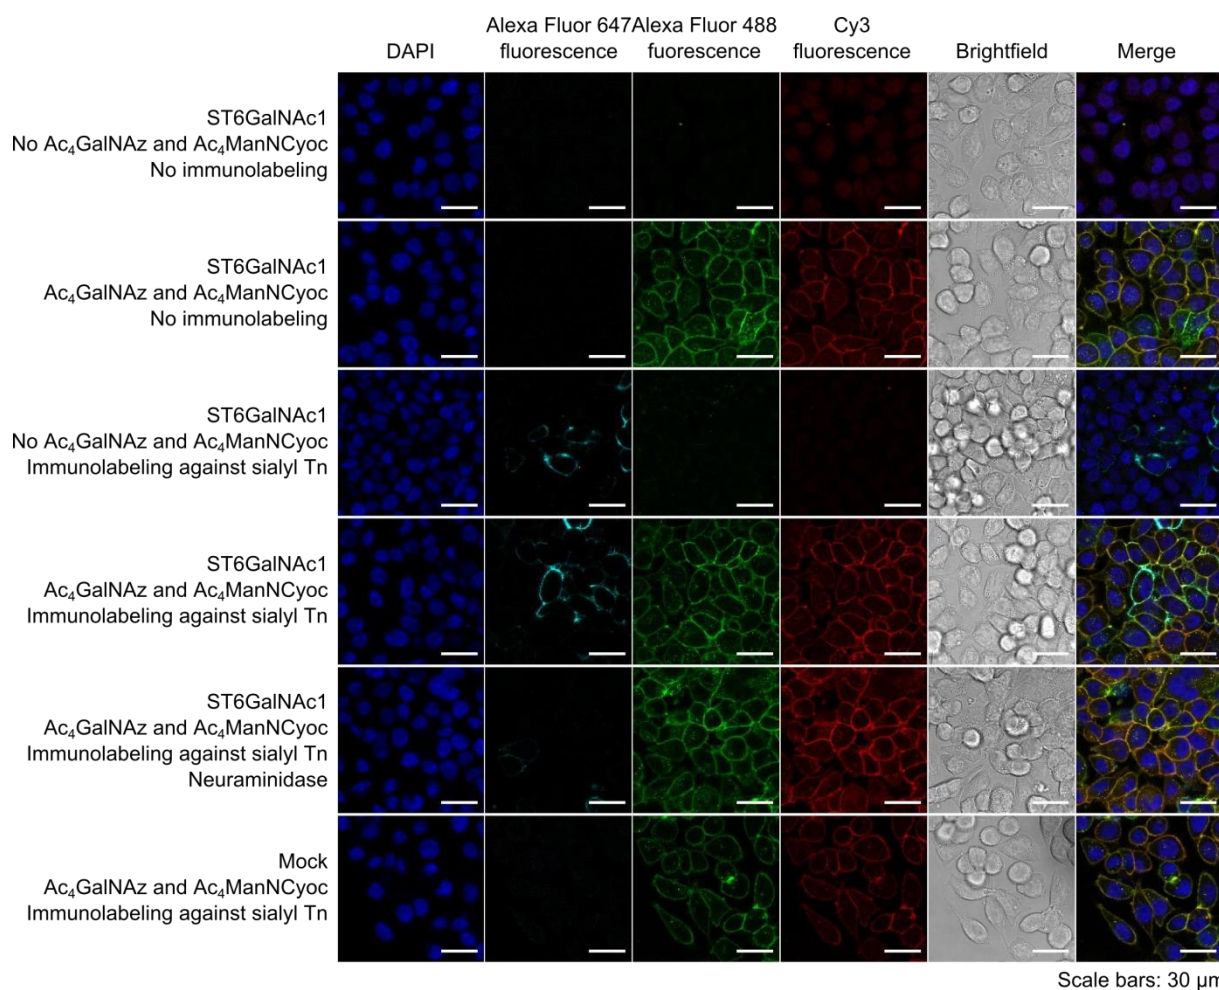 Alexa Fluor 647 Alexa Fluor 488 Cy3
DAPI fluorescence fuorescence fluorescence Brightfield Merge
ST6GalNAc1
No Ac₄GalNAz and Ac₄ManNCyoc
No immunolabeling
ST6GalNAc1
Ac₄GalNAz and Ac₄ManNCyoc
No immunolabeling
ST6GalNAc1
No Ac₄GalNAz and Ac₄ManNCyoc
Immunolabeling against sialyl Tn
ST6GalNAc1
Ac₄GalNAz and Ac₄ManNCyoc
Immunolabeling against sialyl Tn
ST6GalNAc1
Ac₄GalNAz and Ac₄ManNCyoc
Immunolabeling against sialyl Tn
Neuraminidase
Mock
Ac₄GalNAz and Ac₄ManNCyoc
Immunolabeling against sialyl Tn
Scale bars: 30 µm